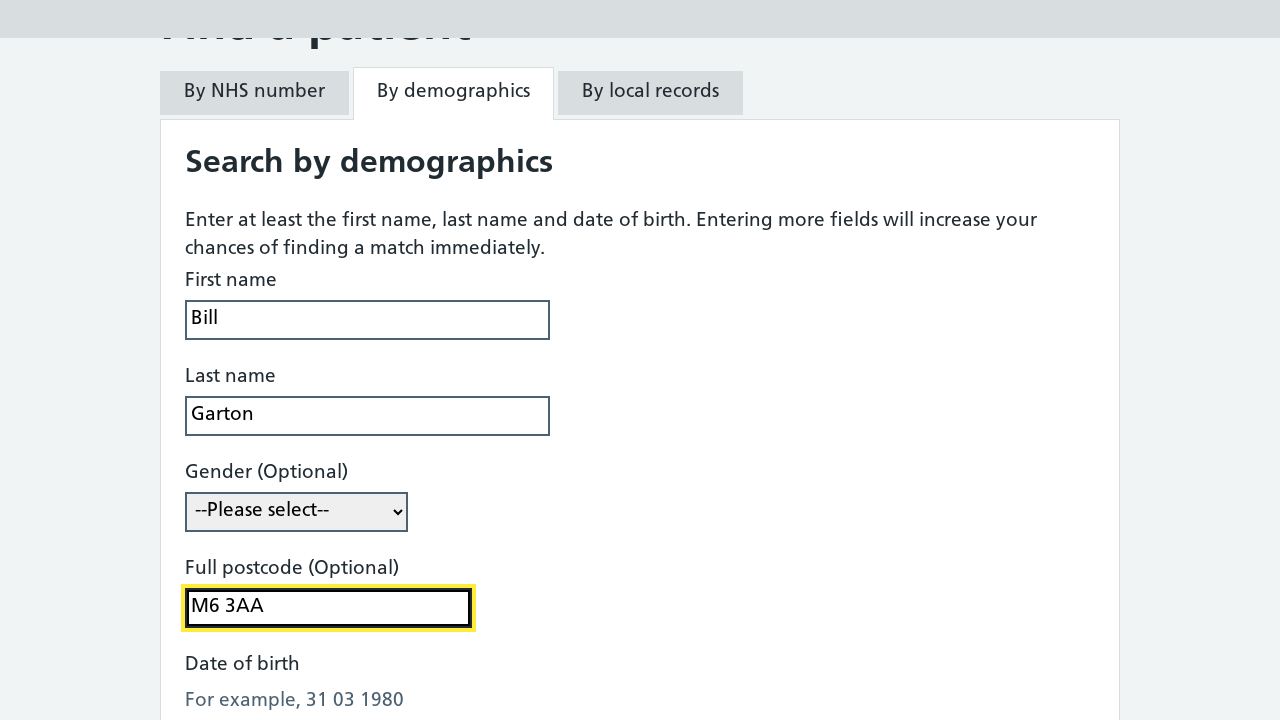 Find a patient
By NHS number
By demographics
By local records
Search by demographics
Enter at least the first name, last name and date of birth. Entering more fields will increase your
chances of finding a match immediately.
First name
Bill
Last name
Garton
Gender (Optional)
--Please select--
Full postcode (Optional)
M6 3AA
Date of birth
For example, 31 03 1980